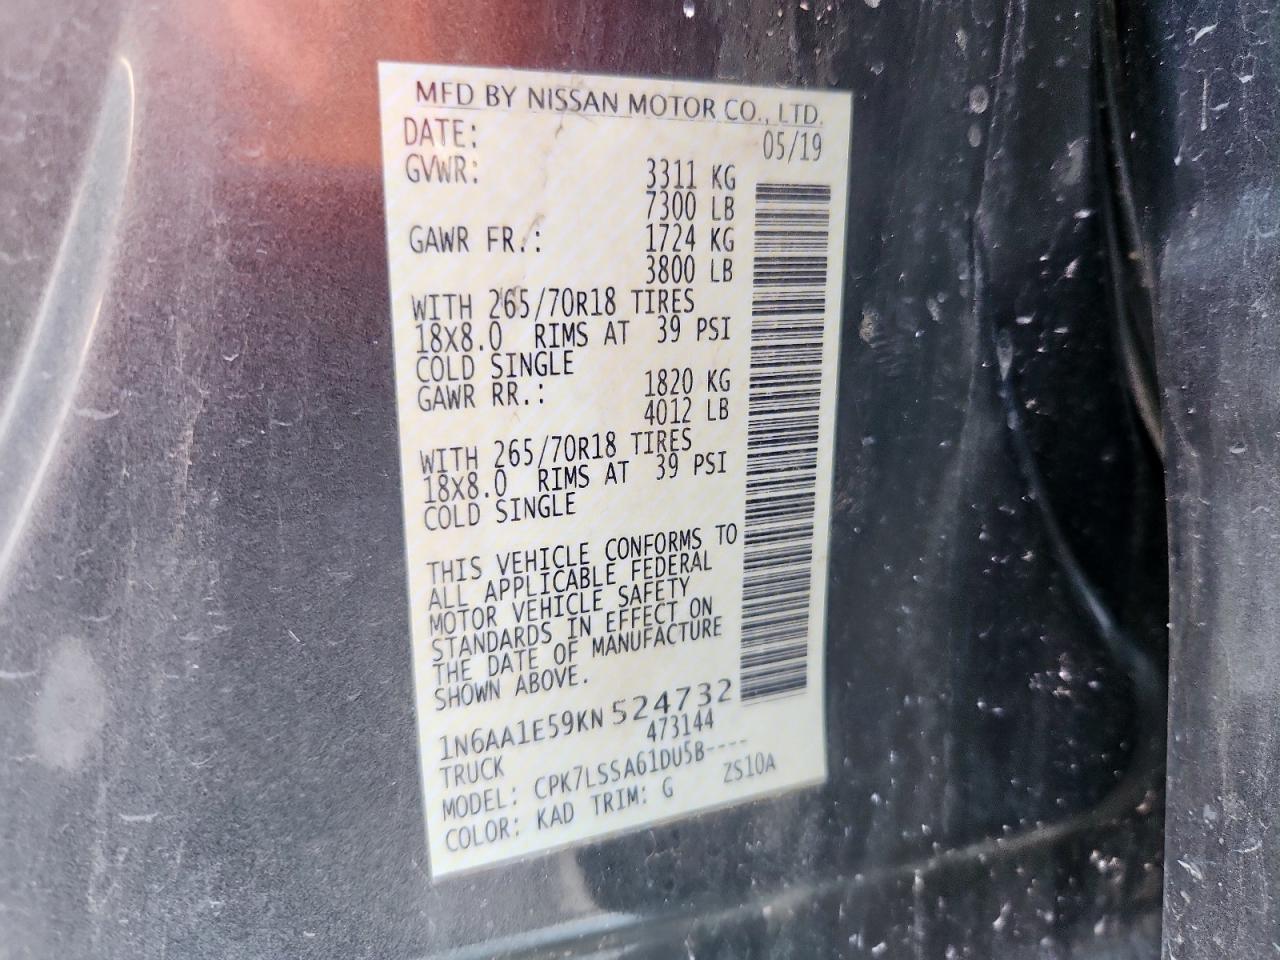 MFD BY NISSAN MOTOR CO., LTD.
DATE: 05/19
GVWR: 3311 KG
7300 LB
GAWR FR.: 1724 KG
3800 LB
WITH 265/70R18 TIRES
18X8.0 RIMS AT 39 PSI
COLD SINGLE
GAWR RR.: 1820 KG
4012 LB
WITH 265/70R18 TIRES
18X8.0 RIMS AT 39 PSI
COLD SINGLE
THIS VEHICLE CONFORMS TO
ALL APPLICABLE FEDERAL
MOTOR VEHICLE SAFETY
STANDARDS IN EFFECT ON
THE DATE OF MANUFACTURE
SHOWN ABOVE.
1N6AA1E59KN 524732
TRUCK 473144
MODEL: CPK7LSSA61DU5B----
COLOR: KAD TRIM: G ZS10A